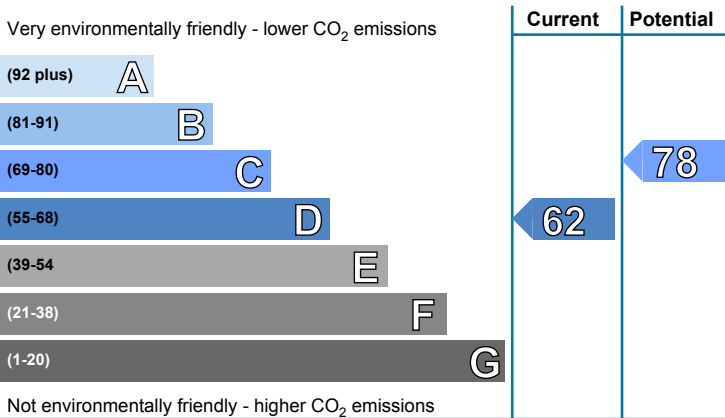 Very environmentally friendly - lower CO2 emissions
Current
Potential
(92 plus) A
(81-91) B
(69-80) C
78
(55-68) D
62
(39-54 E
(21-38) F
(1-20) G
Not environmentally friendly - higher CO2 emissions